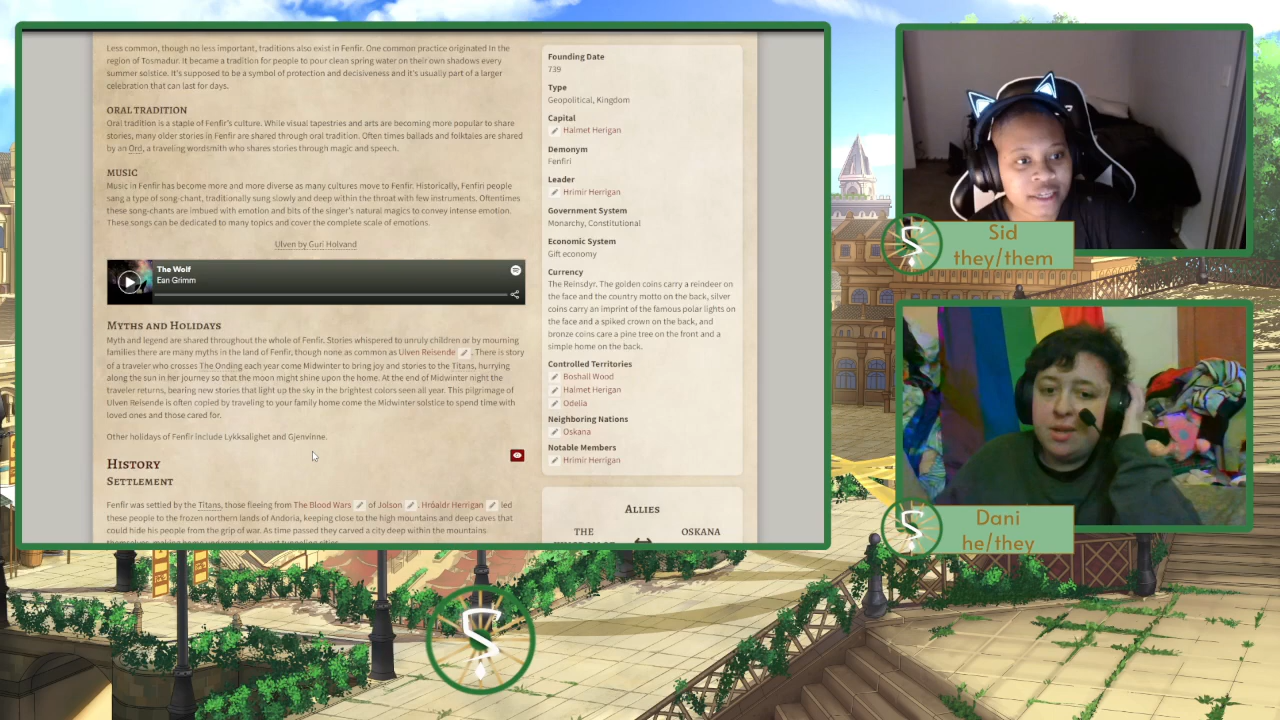 Less common, though no less important, traditions also exist in Fenfir. One common practice originated in the
region of Tosmadur. It became a tradition for people to pour clean spring water on their own shadows every
summer solstice. It's supposed to be a symbol of protection and decisiveness and it's usually part of a larger
celebration that can last for days.
ORAL TRADITION
Oral tradition is a staple of Fenfir's culture. While visual tapestries and arts are becoming more popular to share
stories, many older stories in Fenfir are shared through oral tradition. Often times ballads and folktales are shared
by an Ord, a traveling wordsmith who shares stories through magic and speech.
MUSIC
Music in Fenfir has become more and more diverse as many cultures move to Fenfir. Historically, Fenfiri people
sang a type of song-chant, traditionally sung slowly and deep within the throat with few instruments. Oftentimes
these song-chants are imbued with emotion and bits of the singer's natural magics to convey intense emotion.
These songs can be dedicated to many topics and cover the complete scale of emotions.
Ulven by Guri Holvand
The Wolf
Ean Grimm
MYTHS AND HOLIDAYS
Myth and legend are shared throughout the whole of Fenfir. Stories whispered to unruly children or by mourning
families there are many myths in the land of Fenfir, though none as common as Ulven Reisende . There is story
of a traveler who crosses The Onding each year come Midwinter to bring joy and stories to the Titans, hurrying
along the sun in her journey so that the moon might shine upon the home. At the end of Midwinter night the
traveler returns, bearing new stories that light up the sky in the brightest colors seen all year. This pilgrimage of
Ulven Reisende is often copied by traveling to your family home come the Midwinter solstice to spend time with
loved ones and those cared for.
Other holidays of Fenfir include Lykksalighet and Gjenvinne.
HISTORY
SETTLEMENT
Fenfir was settled by the Titans, those fleeing from The Blood Wars of Jolson . Hróaldr Herrigan led
these people to the frozen northern lands of Andoria, keeping close to the high mountains and deep caves that
could hide his people from the grip of war. As time passed they carved a city deep within the mountains
themselves, making home underground in vast tunneling cities.
Founding Date
739
Type
Geopolitical, Kingdom
Capital
Halmet Herigan
Demonym
Fenfiri
Leader
Hrimir Herrigan
Government System
Monarchy, Constitutional
Economic System
Gift economy
Currency
The Reinsdyr. The golden coins carry a reindeer on
the face and the country motto on the back, silver
coins carry an imprint of the famous polar lights on
the face and a spiked crown on the back, and
bronze coins care a pine tree on the front and a
simple home on the back.
Controlled Territories
Boshall Wood
Halmet Herigan
Odelia
Neighboring Nations
Oskana
Notable Members
Hrimir Herrigan
ALLIES
THE
OSKANA
Sid
they/them
Dani
he/they
S